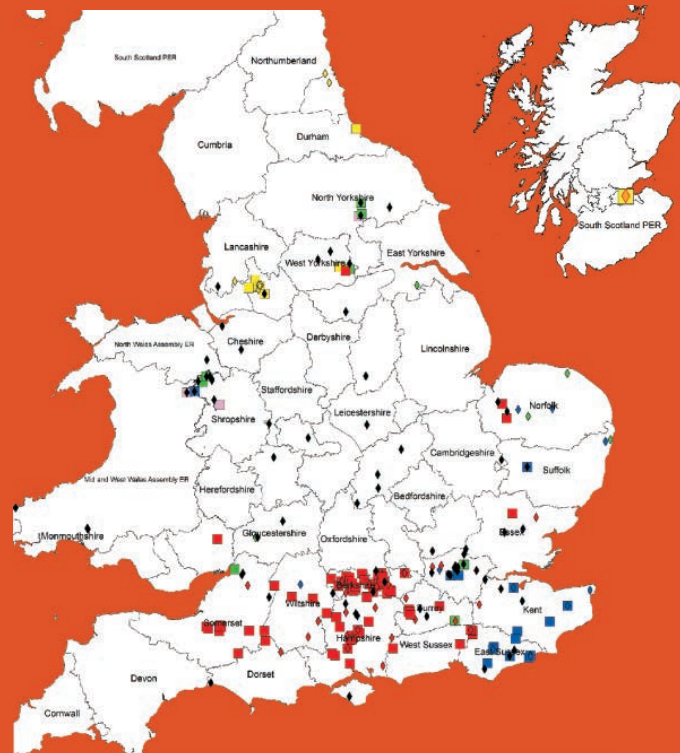 South Scotland PER
Northumberland
Durham
Cumbria
South Scotland PER
North Yorkshire
Lancashire
West Yorkshire
East Yorkshire
Cheshire
Derbyshire
North Wales Assembly ER
Lincolnshire
Staffordshire
Norfolk
Leicestershire
Shropshire
Cambridgeshire
Suffolk
Mid and West Wales Assembly ER
Herefordshire
Bedfordshire
Monmouthshire
Gloucestershire
Oxfordshire
Essex
Berkshire
Wiltshire
Surrey
Kent
Somerset
Hampshire
West Sussex
East Sussex
Devon
Dorset
Cornwall